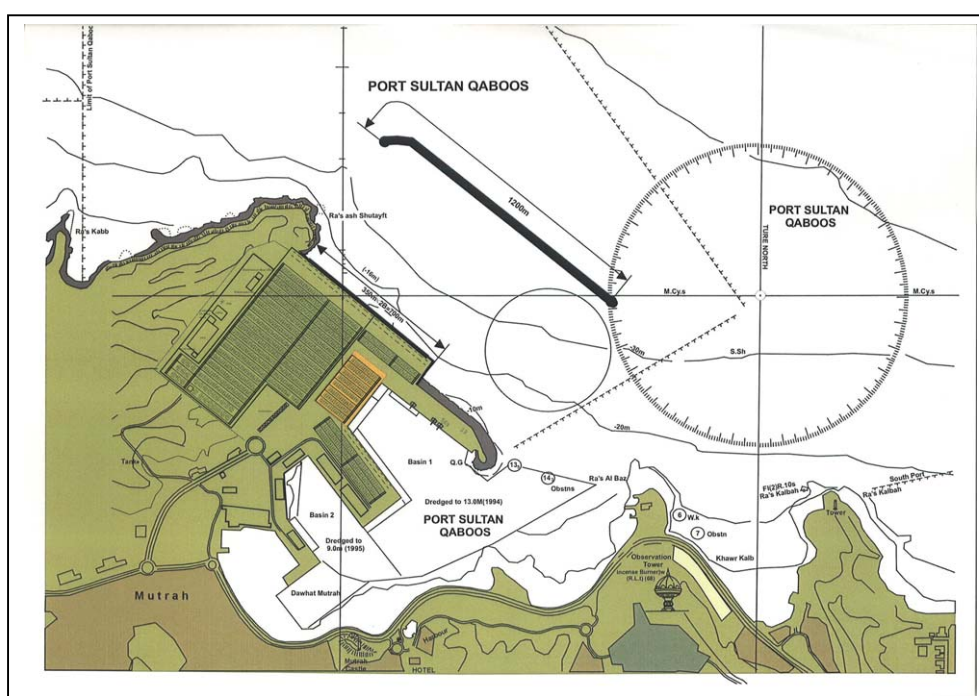 Limit of Port Sultan Qaboos
PORT SULTAN QABOOS
1200m
PORT SULTAN
QABOOS
TURE NORTH
M.Cy.s
M.Cy.s
Ra's Kabb
Ra's ash Shutayft
(-16m)
-30m
S.Sh
-20m
-10m
Q.G
Basin 1
13
14
Obstns
Ra's Al Baz
Dredged to 13.0M(1994)
PORT SULTAN
QABOOS
Basin 2
Dredged to
9.0m (1995)
Dawhat Mutrah
Mutrah
6
W.k
7
Obstn
Khawr Kalb
Fl(2)R.10s
Ra's Kalbah
Ra's Kalbah
South Port
Tower
Observation
Tower
Mutrah
Castle
HOTEL